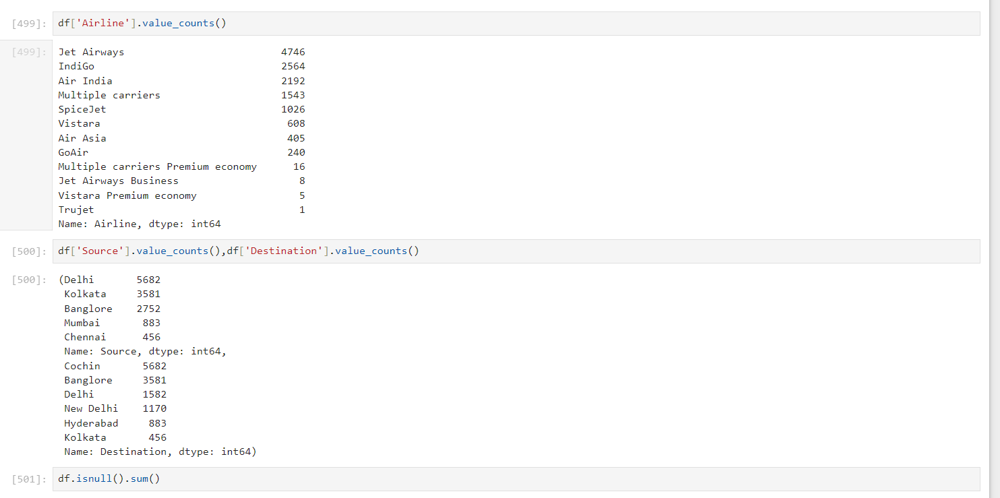 [499]: df['Airline'].value_counts()
[499]: Jet Airways 4746
IndiGo 2564
Air India 2192
Multiple carriers 1543
SpiceJet 1026
Vistara 608
Air Asia 405
GoAir 240
Multiple carriers Premium economy 16
Jet Airways Business 8
Vistara Premium economy 5
Trujet 1
Name: Airline, dtype: int64
[500]: df['Source'].value_counts(),df['Destination'].value_counts()
[500]: (Delhi 5682
Kolkata 3581
Banglore 2752
Mumbai 883
Chennai 456
Name: Source, dtype: int64,
Cochin 5682
Banglore 3581
Delhi 1582
New Delhi 1170
Hyderabad 883
Kolkata 456
Name: Destination, dtype: int64)
[501]: df.isnull().sum()